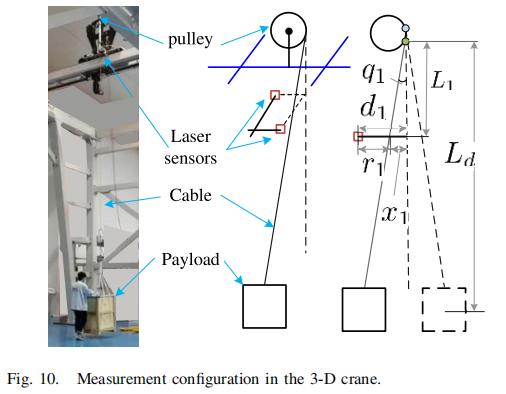 pulley
Laser
sensors
Cable
Payload
q1
d1
r1
x1
L1
Ld
Fig. 10. Measurement configuration in the 3-D crane.